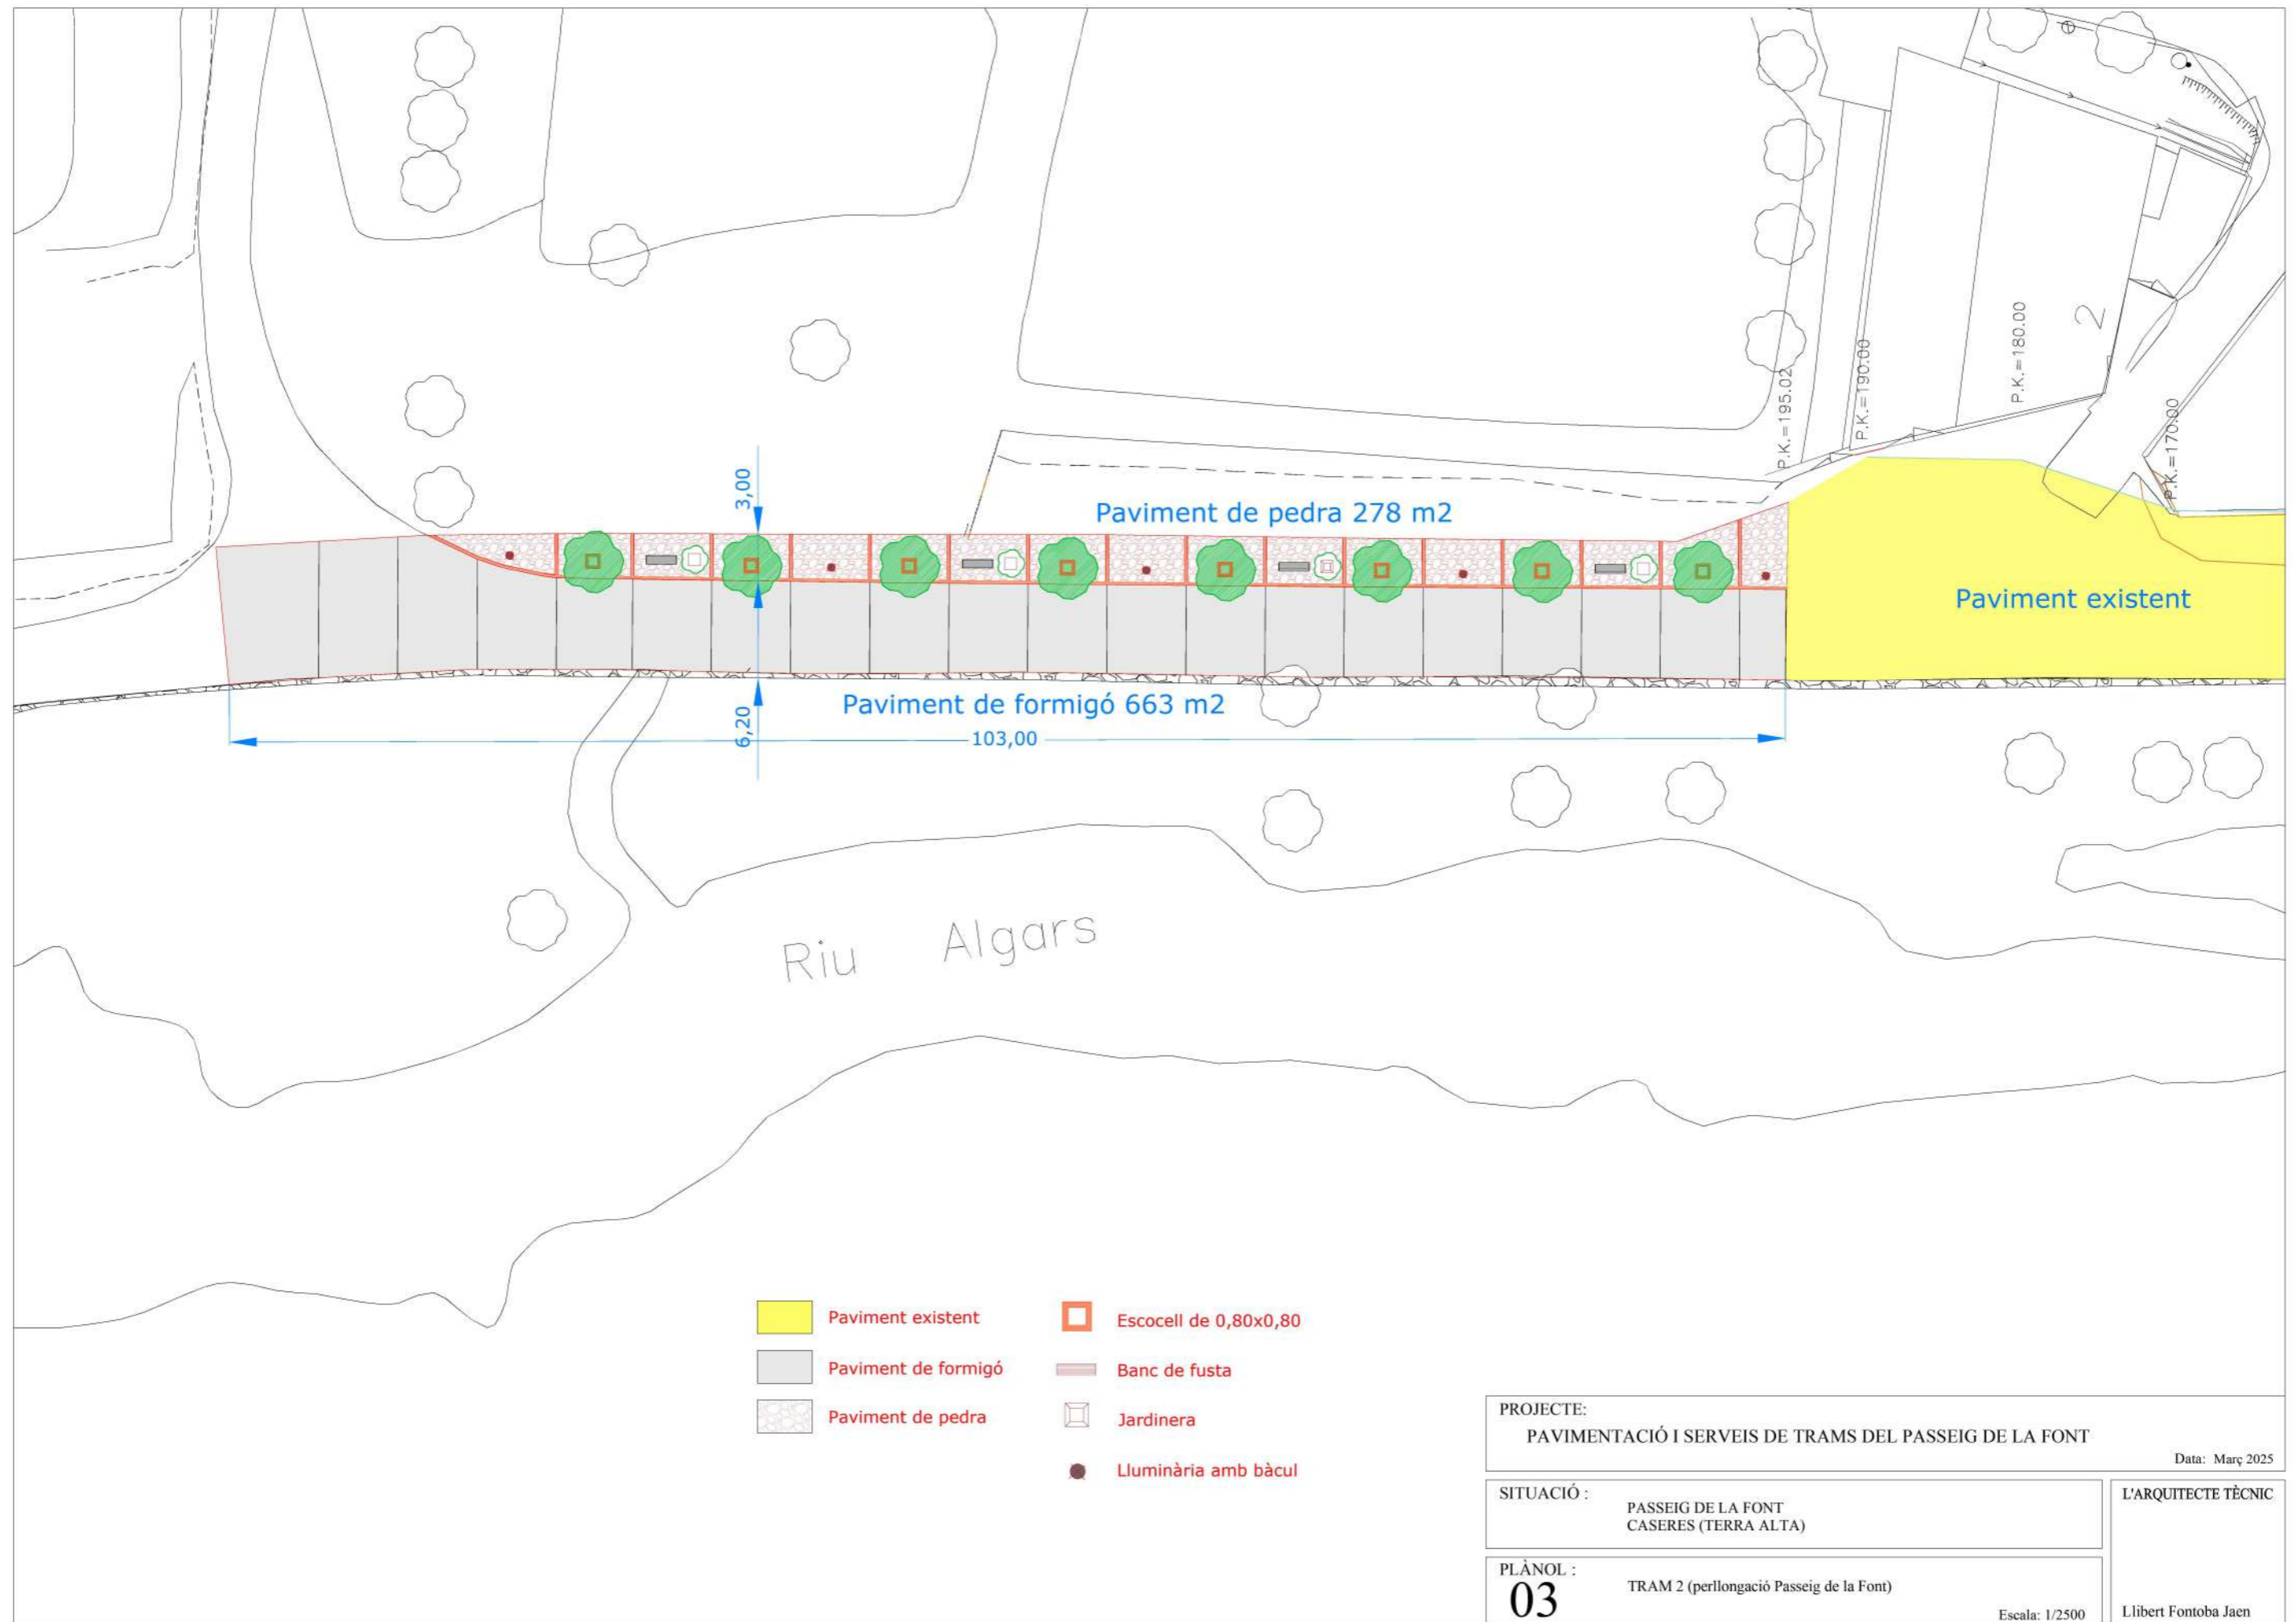 P.K.=195.02
P.K.=190.00
P.K.=180.00
2
P.K.=170.00
3,00
Paviment de pedra 278 m2
Paviment existent
Paviment de formigó 663 m2
6,20
103,00
Riu Algars
Paviment existent
Paviment de formigó
Paviment de pedra
Escocell de 0,80x0,80
Banc de fusta
Jardinera
Lluminària amb bàcul
PROJECTE:
PAVIMENTACIÓ I SERVEIS DE TRAMS DEL PASSEIG DE LA FONT
Data: Març 2025
SITUACIÓ :
PASSEIG DE LA FONT
CASERES (TERRA ALTA)
L'ARQUITECTE TÈCNIC
PLÀNOL :
03
TRAM 2 (perllongació Passeig de la Font)
Escala: 1/2500
Llibert Fontoba Jaen